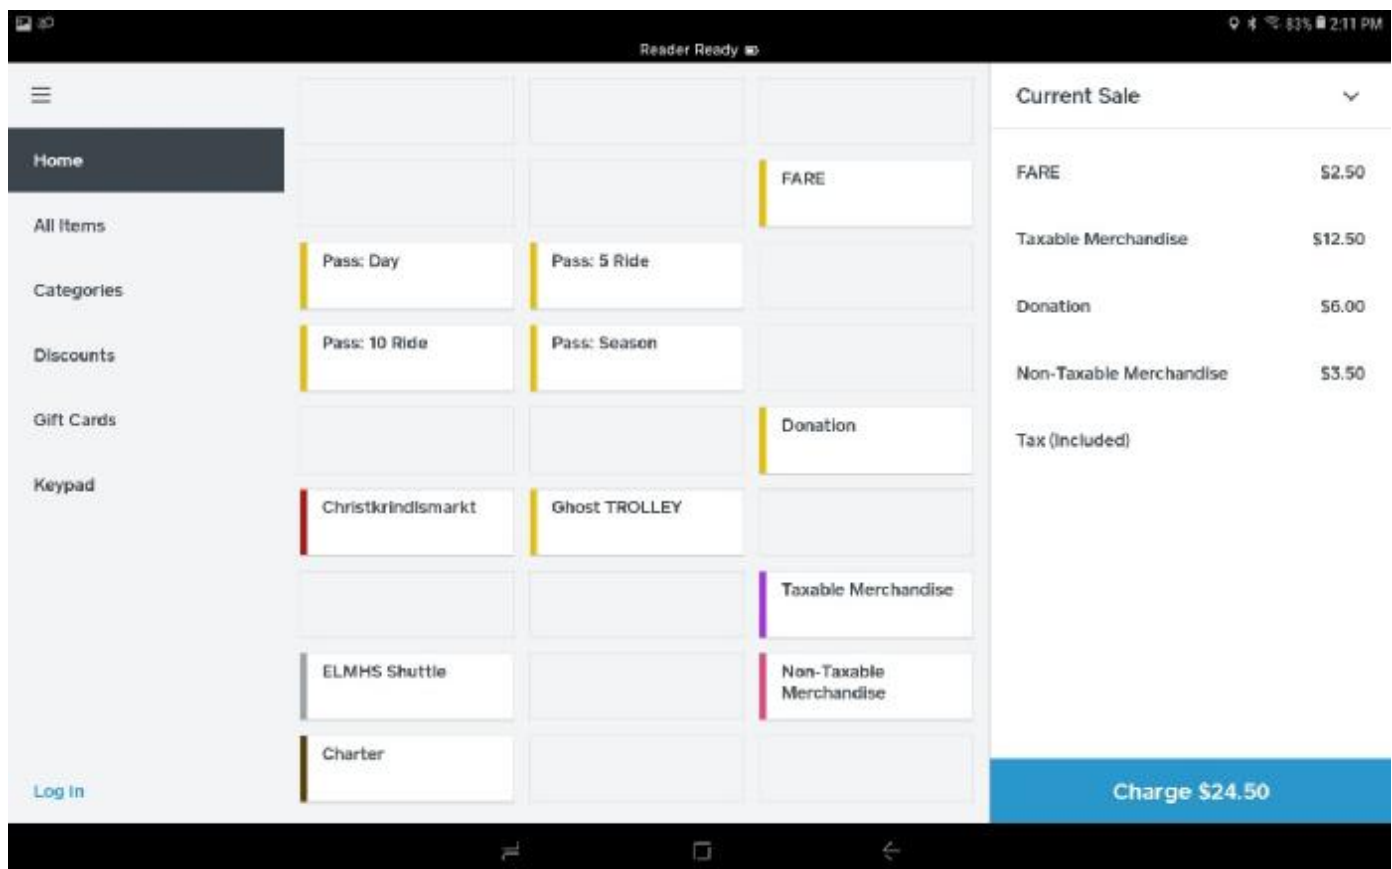 83% 2:11 PM
Reader Ready
Home
All Items
Categories
Discounts
Gift Cards
Keypad
Log In
FARE
Pass: Day
Pass: 5 Ride
Pass: 10 Ride
Pass: Season
Donation
Christkrindlsmarkt
Ghost TROLLEY
Taxable Merchandise
ELMHS Shuttle
Non-Taxable
Merchandise
Charter
Current Sale
FARE $2.50
Taxable Merchandise $12.50
Donation $6.00
Non-Taxable Merchandise $3.50
Tax (Included)
Charge $24.50